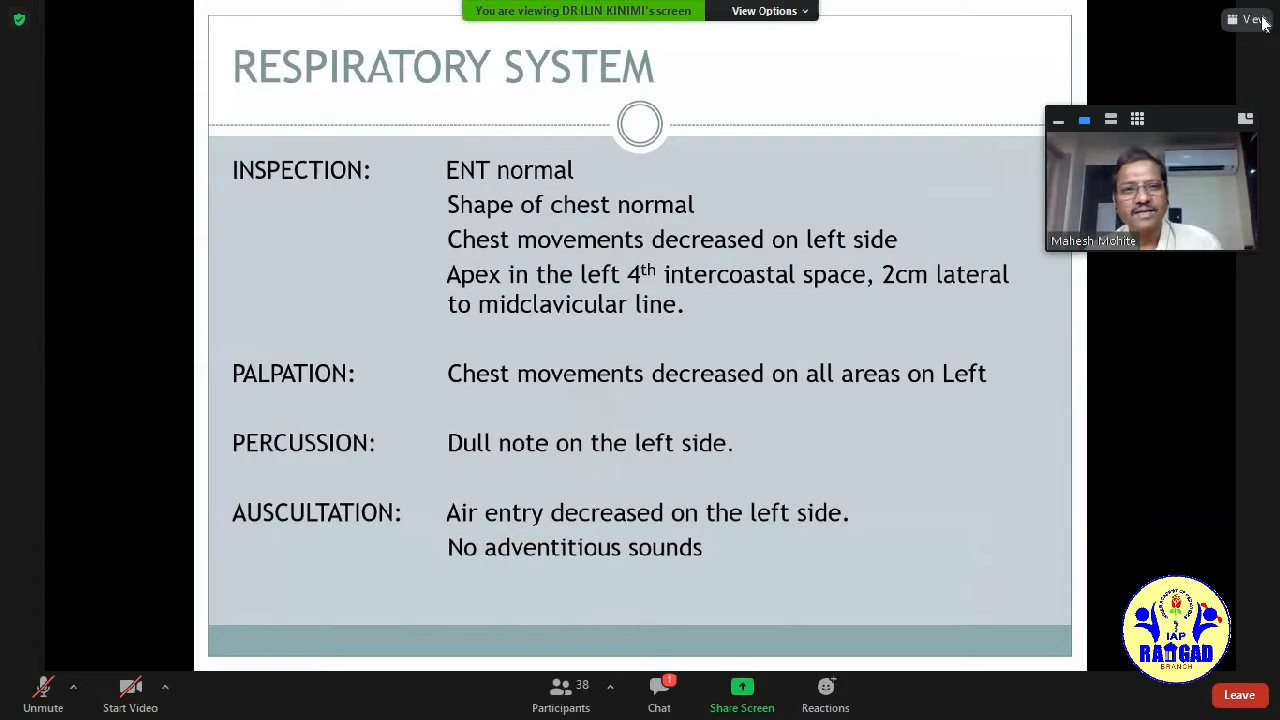 You are viewing DR ILIN KINIMI's screen
View Options
RESPIRATORY SYSTEM
INSPECTION: ENT normal
Shape of chest normal
Chest movements decreased on left side
Apex in the left 4th intercoastal space, 2cm lateral
to midclavicular line.
PALPATION: Chest movements decreased on all areas on Left
PERCUSSION: Dull note on the left side.
AUSCULTATION: Air entry decreased on the left side.
No adventitious sounds
Mahesh Mohite
IAP
RAIGAD
BRANCH
Unmute
Start Video
38
Participants
1
Chat
Share Screen
Reactions
Leave